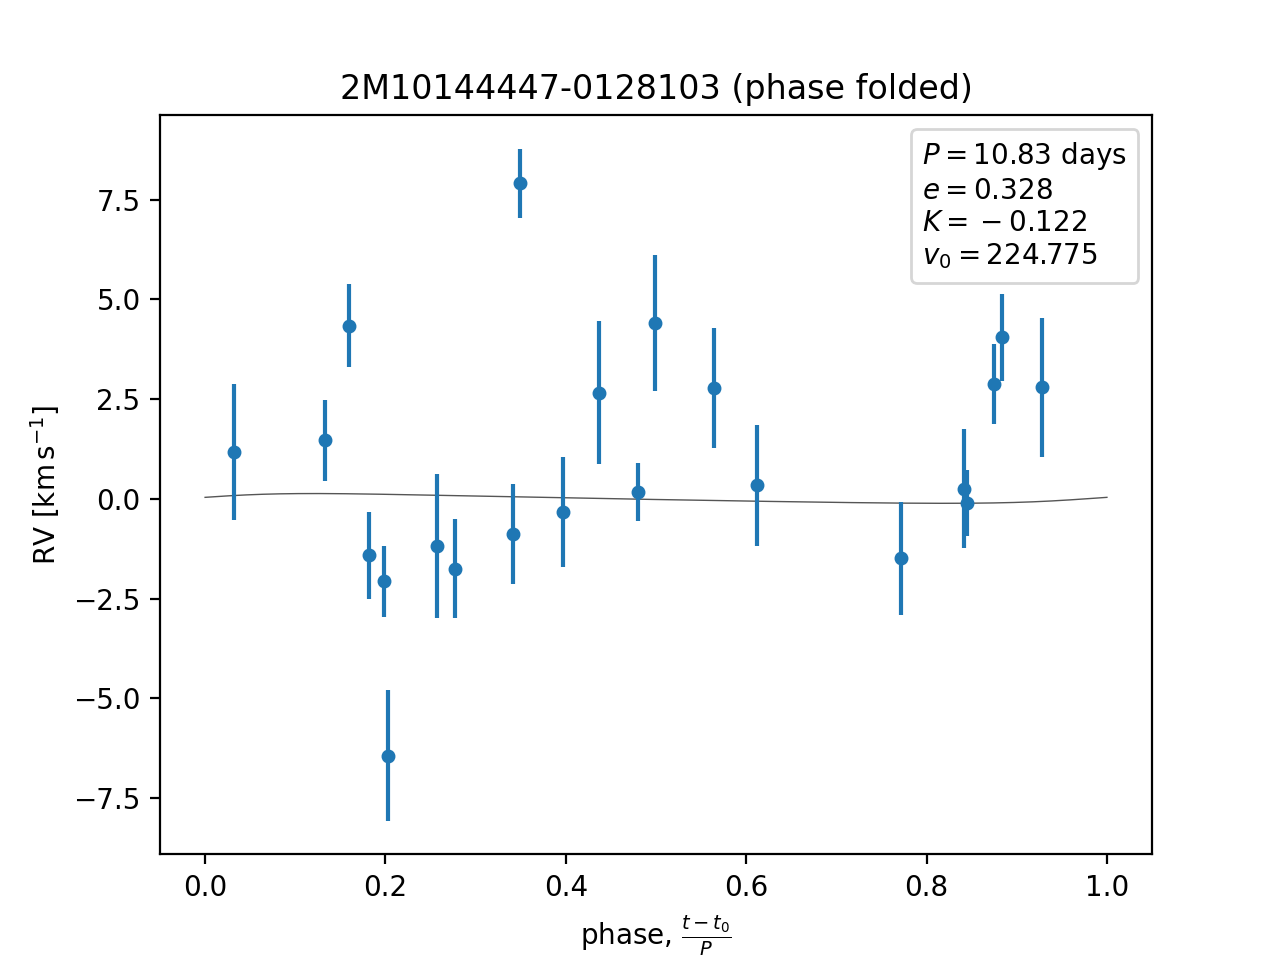 2M10144447-0128103 (phase folded)
P = 10.83 days
e = 0.328
K = −0.122
v₀ = 224.775
RV [km s⁻¹]
7.5
5.0
2.5
0.0
−2.5
−5.0
−7.5
0.0 0.2 0.4 0.6 0.8 1.0
phase, (t − t₀)/P